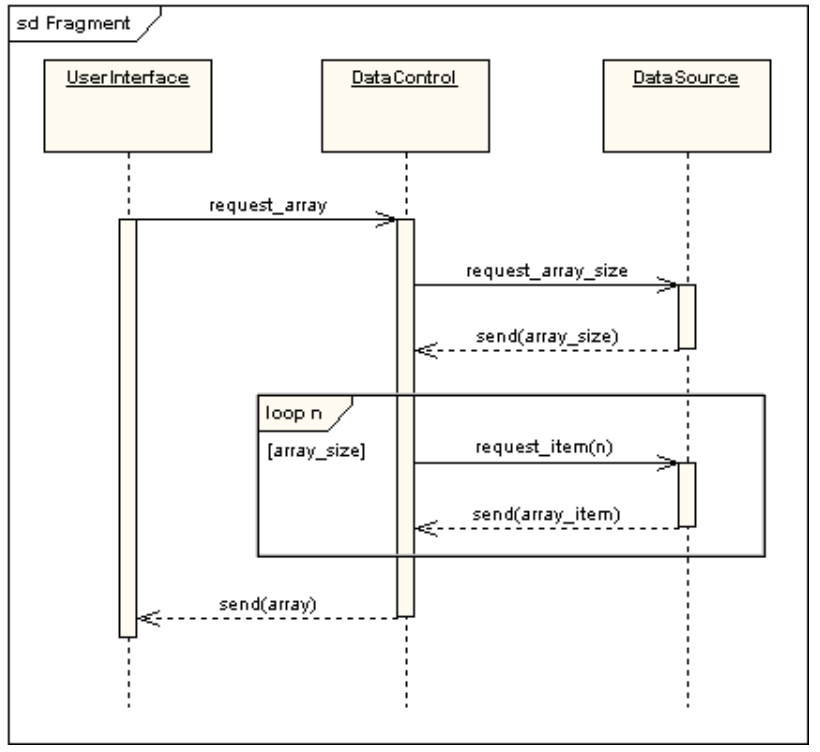 sd Fragment
UserInterface
DataControl
DataSource
request_array
request_array_size
send(array_size)
loop n
[array_size]
request_item(n)
send(array_item)
send(array)